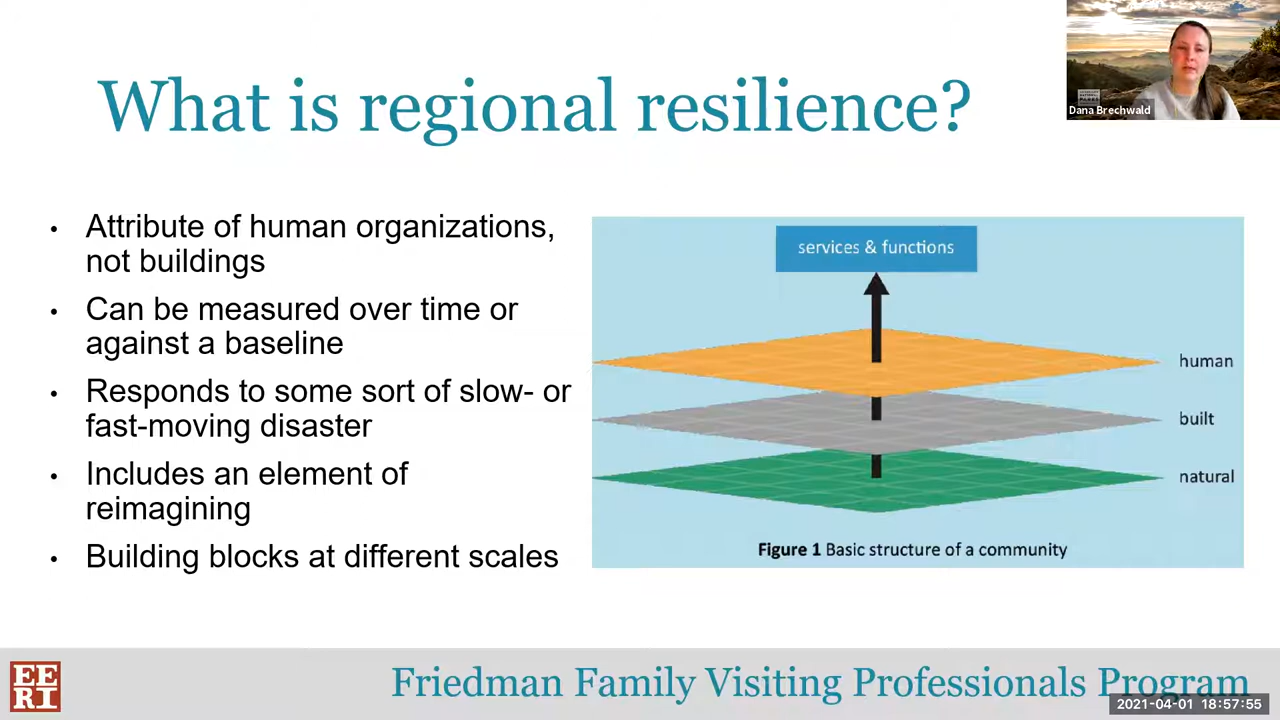 What is regional resilience?
Dana Brechwald
• Attribute of human organizations,
not buildings
• Can be measured over time or
against a baseline
• Responds to some sort of slow- or
fast-moving disaster
• Includes an element of
reimagining
• Building blocks at different scales
services & functions
human
built
natural
Figure 1 Basic structure of a community
EE
RI
Friedman Family Visiting Professionals Program
2021-04-01 18:57:55